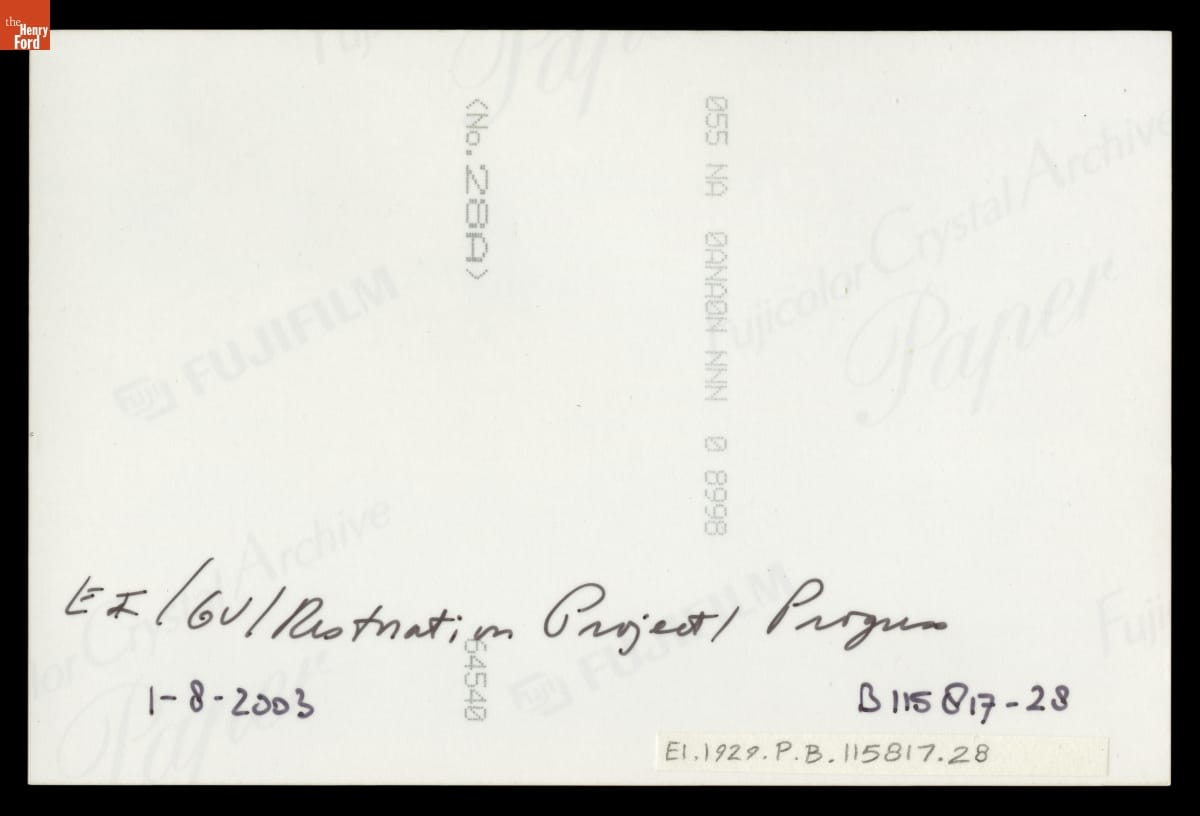 the
Henry
Ford
<No.28A>
055 NA 0ANA0N NNN 0 8998
64540
FUJIFILM
Fujicolor Crystal Archive
Paper
EI/GV/Restoration Project/ Progress
1-8-2003
B115817-28
EI.1929.P.B.115817.28